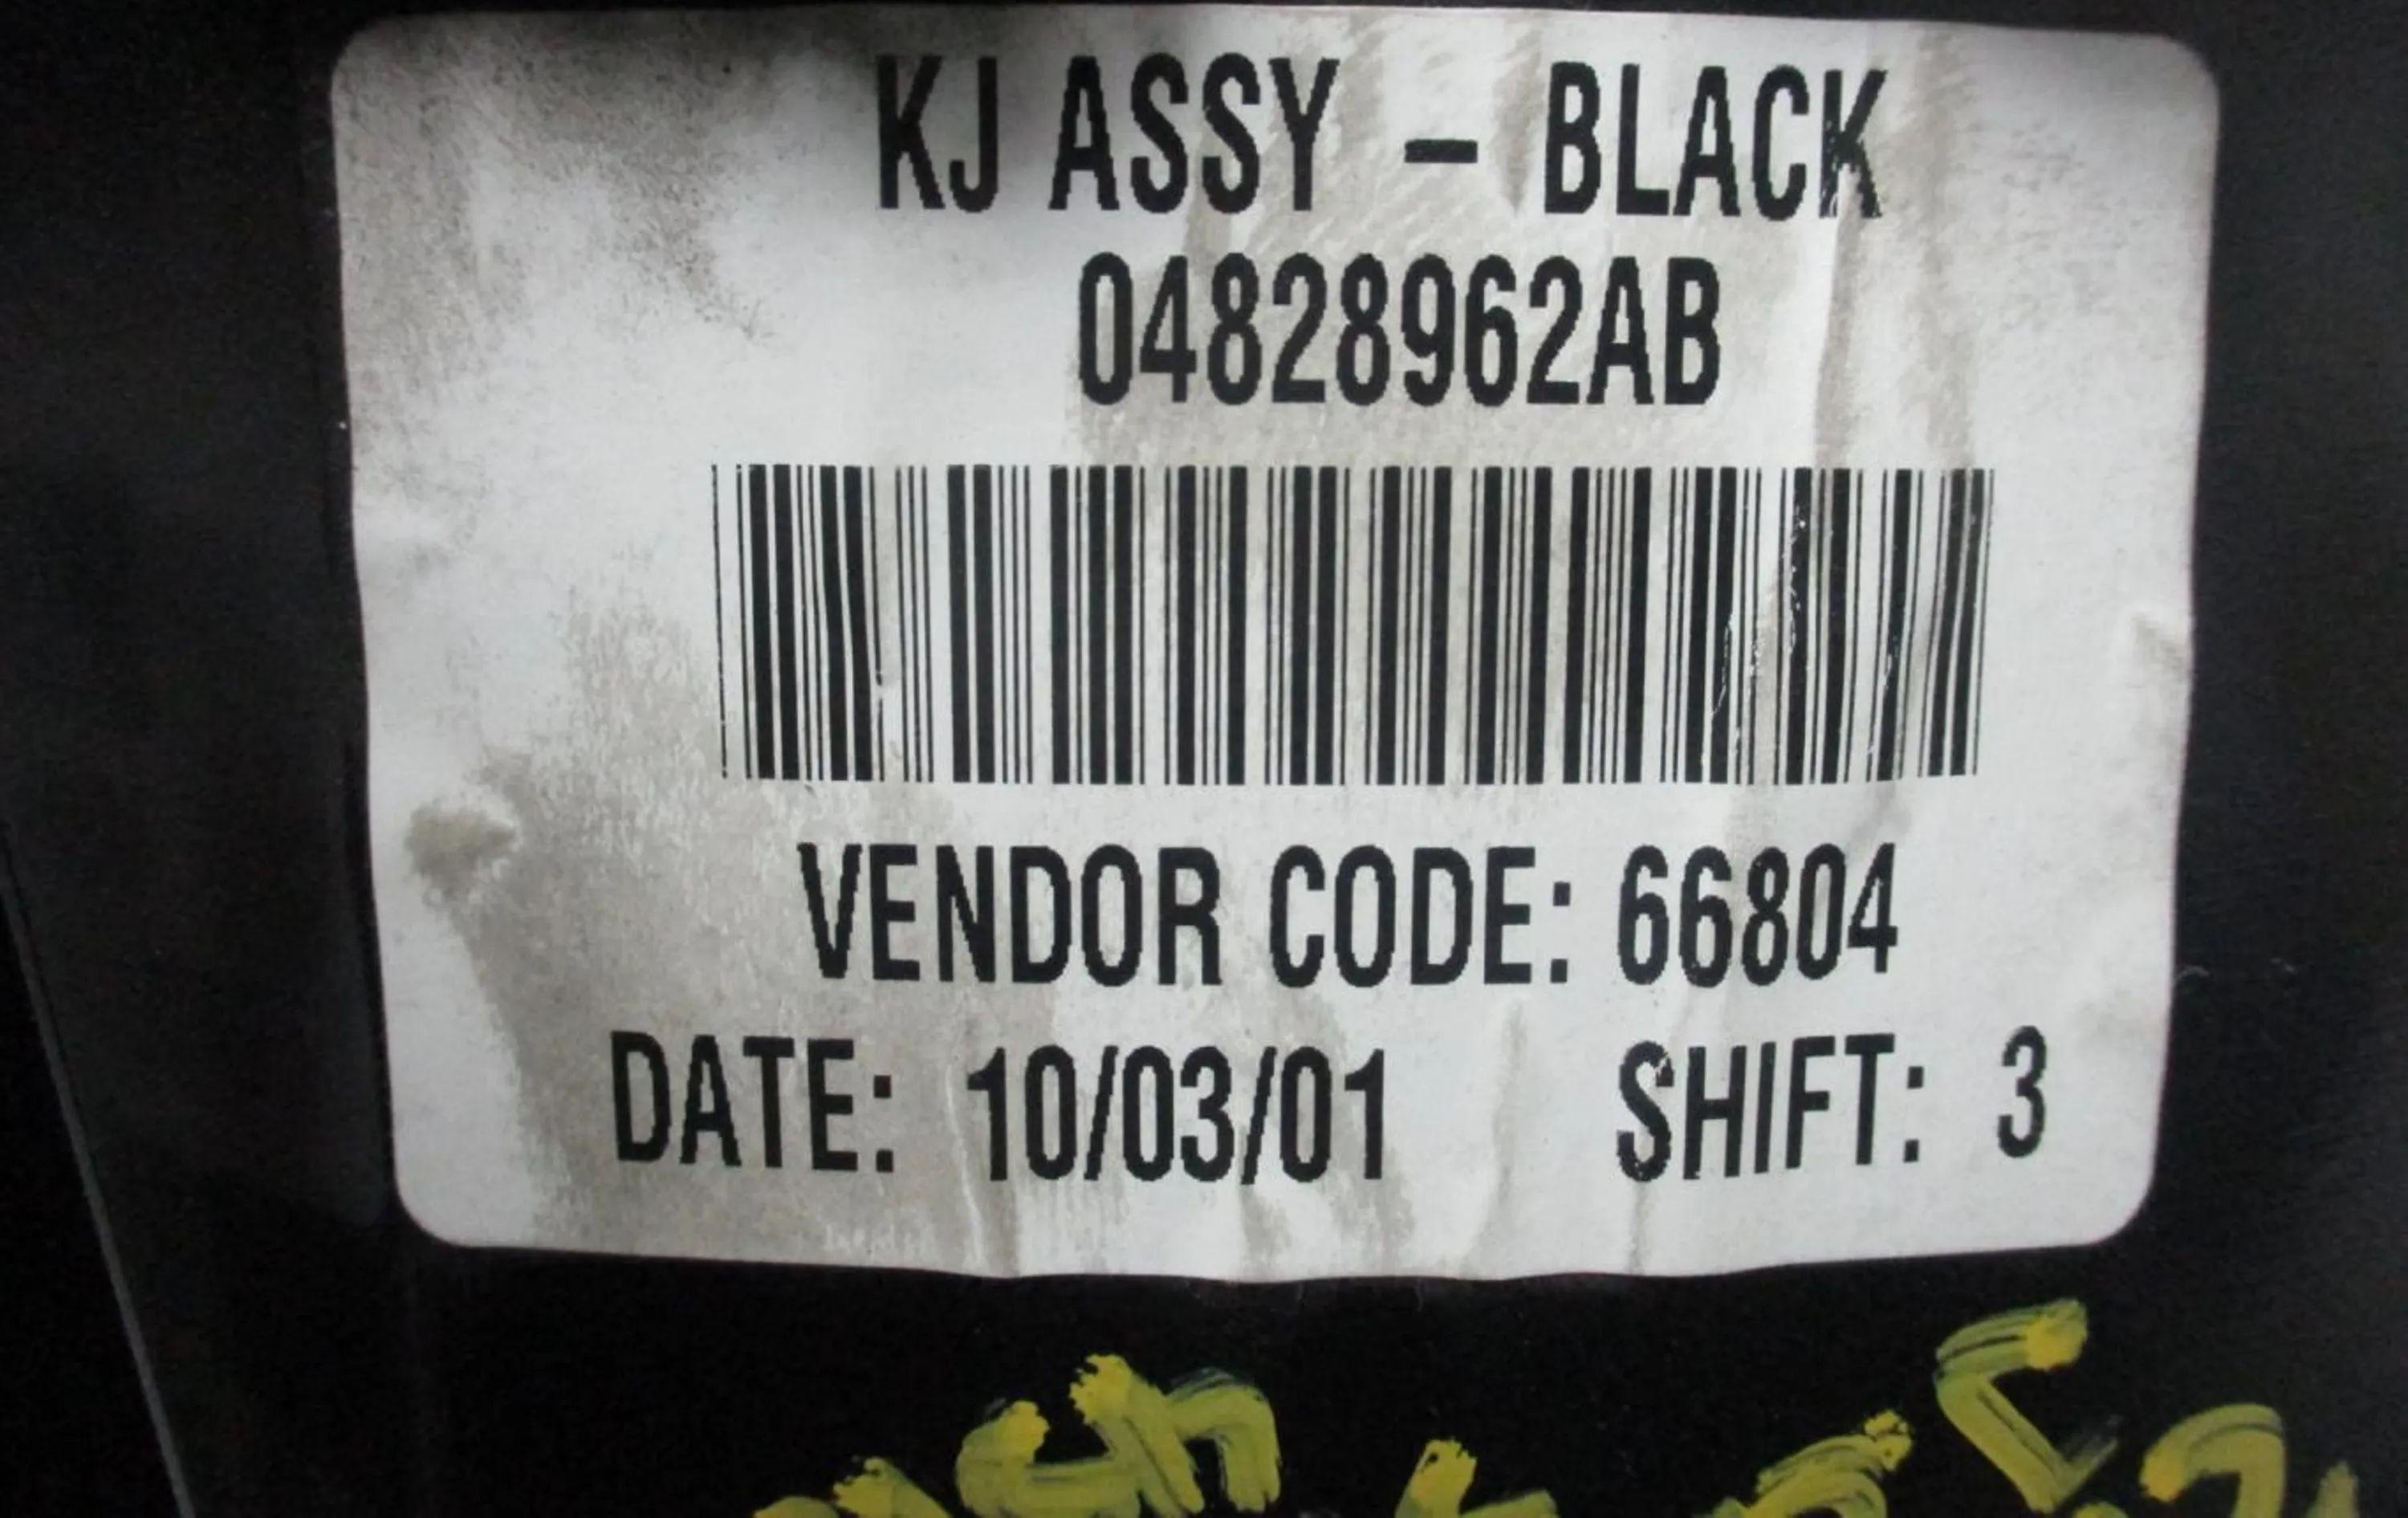 KJ ASSY - BLACK
04828962AB
VENDOR CODE: 66804
DATE: 10/03/01 SHIFT: 3